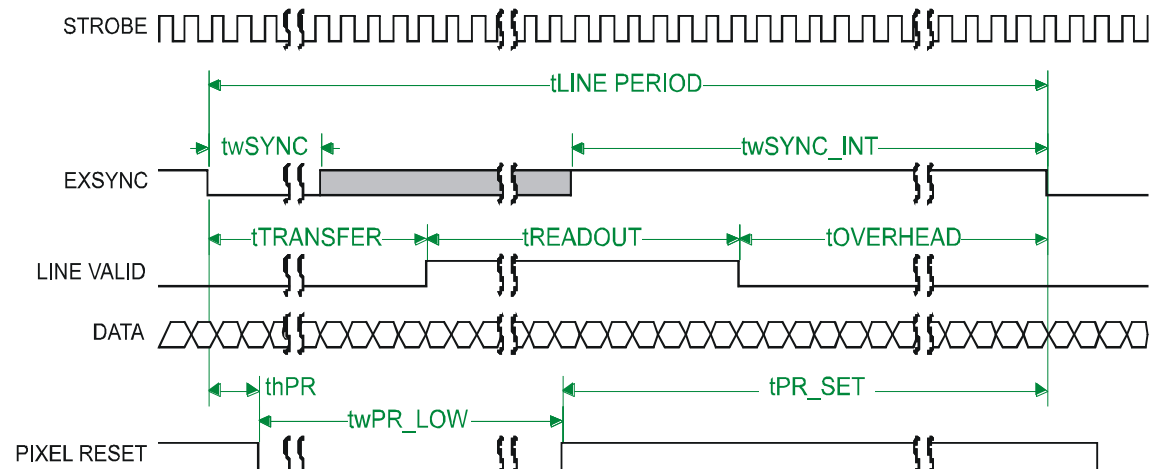 STROBE
tLINE PERIOD
twSYNC
twSYNC_INT
EXSYNC
tTRANSFER
tREADOUT
tOVERHEAD
LINE VALID
DATA
thPR
tPR_SET
twPR_LOW
PIXEL RESET